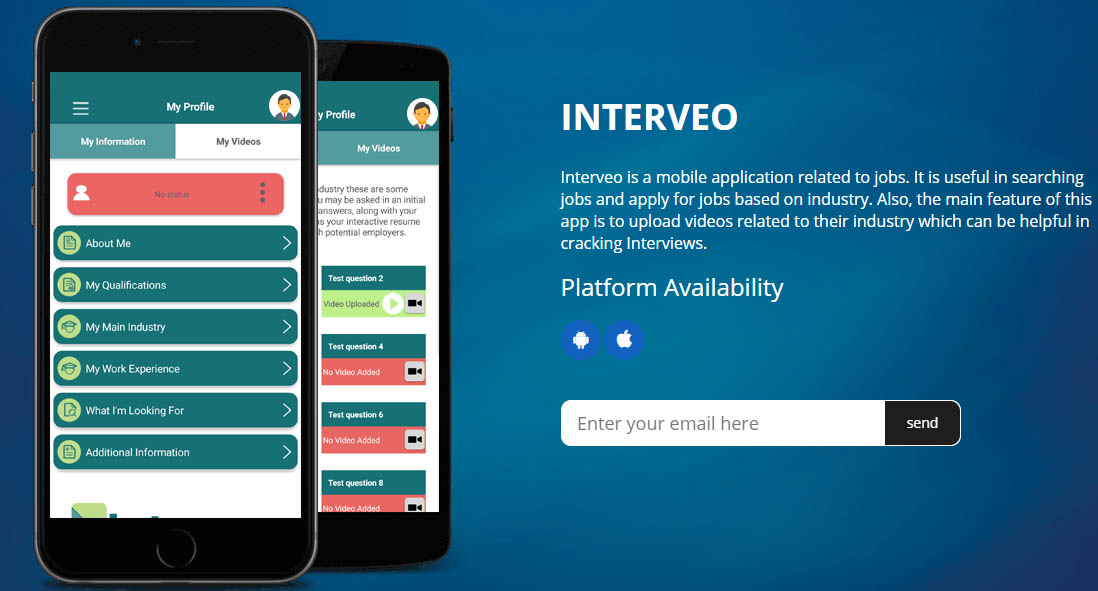 My Profile
My Information
My Videos
No status
About Me
My Qualifications
My Main Industry
My Work Experience
What I'm Looking For
Additional Information
y Profile
My Videos
dustry these are some
u may be asked in an initial
answers, along with your
as your interactive resume
h potential employers.
Test question 2
Video Uploaded
Test question 4
No Video Added
Test question 6
No Video Added
Test question 8
No Video Added
INTERVEO
Interveo is a mobile application related to jobs. It is useful in searching
jobs and apply for jobs based on industry. Also, the main feature of this
app is to upload videos related to their industry which can be helpful in
cracking Interviews.
Platform Availability
Enter your email here
send